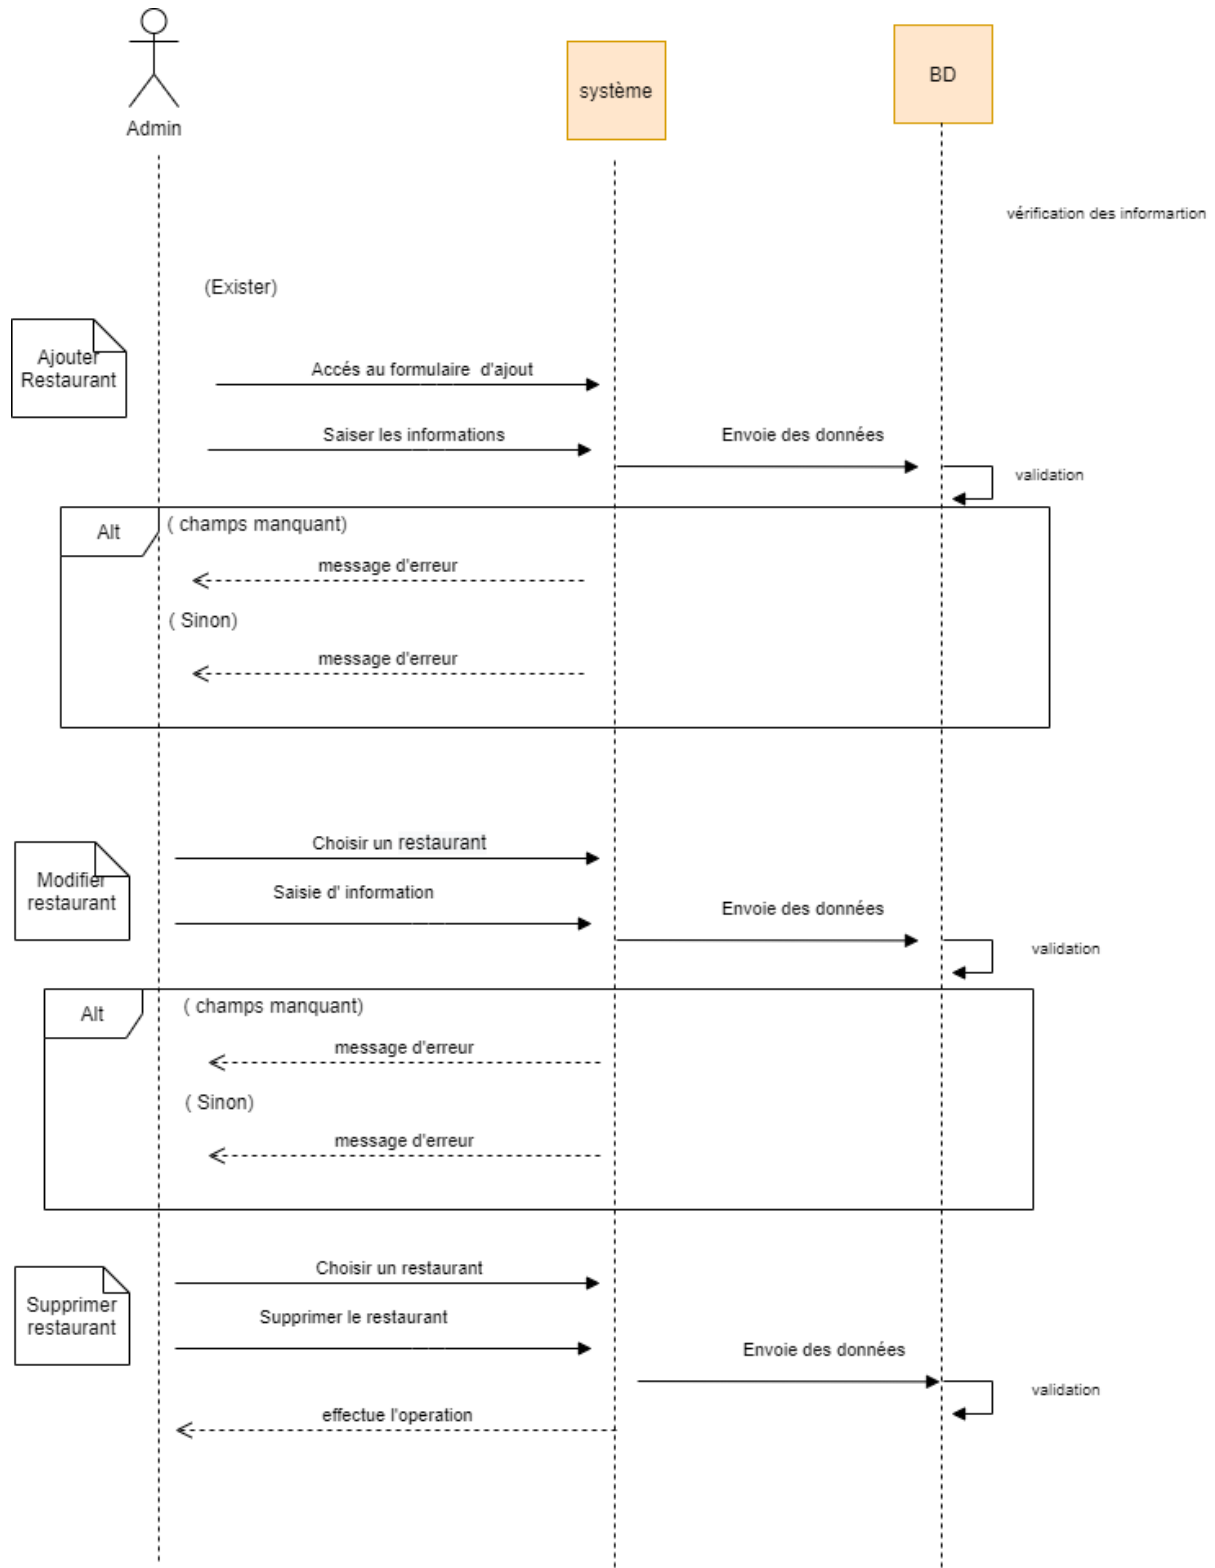 Admin
système
BD
vérification des informartion
(Exister)
Ajouter
Restaurant
Accés au formulaire d'ajout
Saiser les informations
Envoie des données
validation
Alt
( champs manquant)
message d'erreur
( Sinon)
message d'erreur
Modifier
restaurant
Choisir un restaurant
Saisie d' information
Envoie des données
validation
Alt
( champs manquant)
message d'erreur
( Sinon)
message d'erreur
Supprimer
restaurant
Choisir un restaurant
Supprimer le restaurant
Envoie des données
validation
effectue l'operation